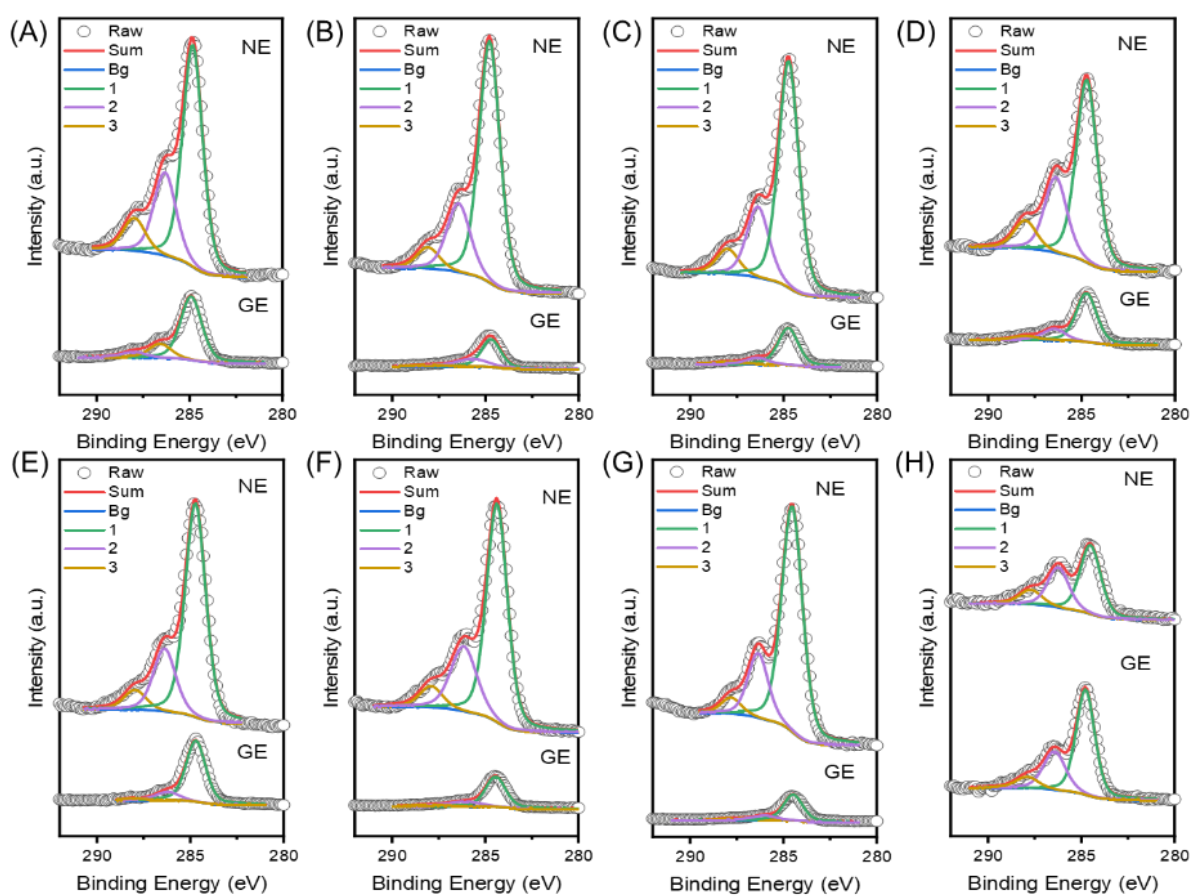 (A)
Raw
Sum
Bg
1
2
3
NE
GE
Intensity (a.u.)
290
285
280
Binding Energy (eV)
(B)
Raw
Sum
Bg
1
2
3
NE
GE
Intensity (a.u.)
290
285
280
Binding Energy (eV)
(C)
Raw
Sum
Bg
1
2
3
NE
GE
Intensity (a.u.)
290
285
280
Binding Energy (eV)
(D)
Raw
Sum
Bg
1
2
3
NE
GE
Intensity (a.u.)
290
285
280
Binding Energy (eV)
(E)
Raw
Sum
Bg
1
2
3
NE
GE
Intensity (a.u.)
290
285
280
Binding Energy (eV)
(F)
Raw
Sum
Bg
1
2
3
NE
GE
Intensity (a.u.)
290
285
280
Binding Energy (eV)
(G)
Raw
Sum
Bg
1
2
3
NE
GE
Intensity (a.u.)
290
285
280
Binding Energy (eV)
(H)
Raw
Sum
Bg
1
2
3
NE
GE
Intensity (a.u.)
290
285
280
Binding Energy (eV)